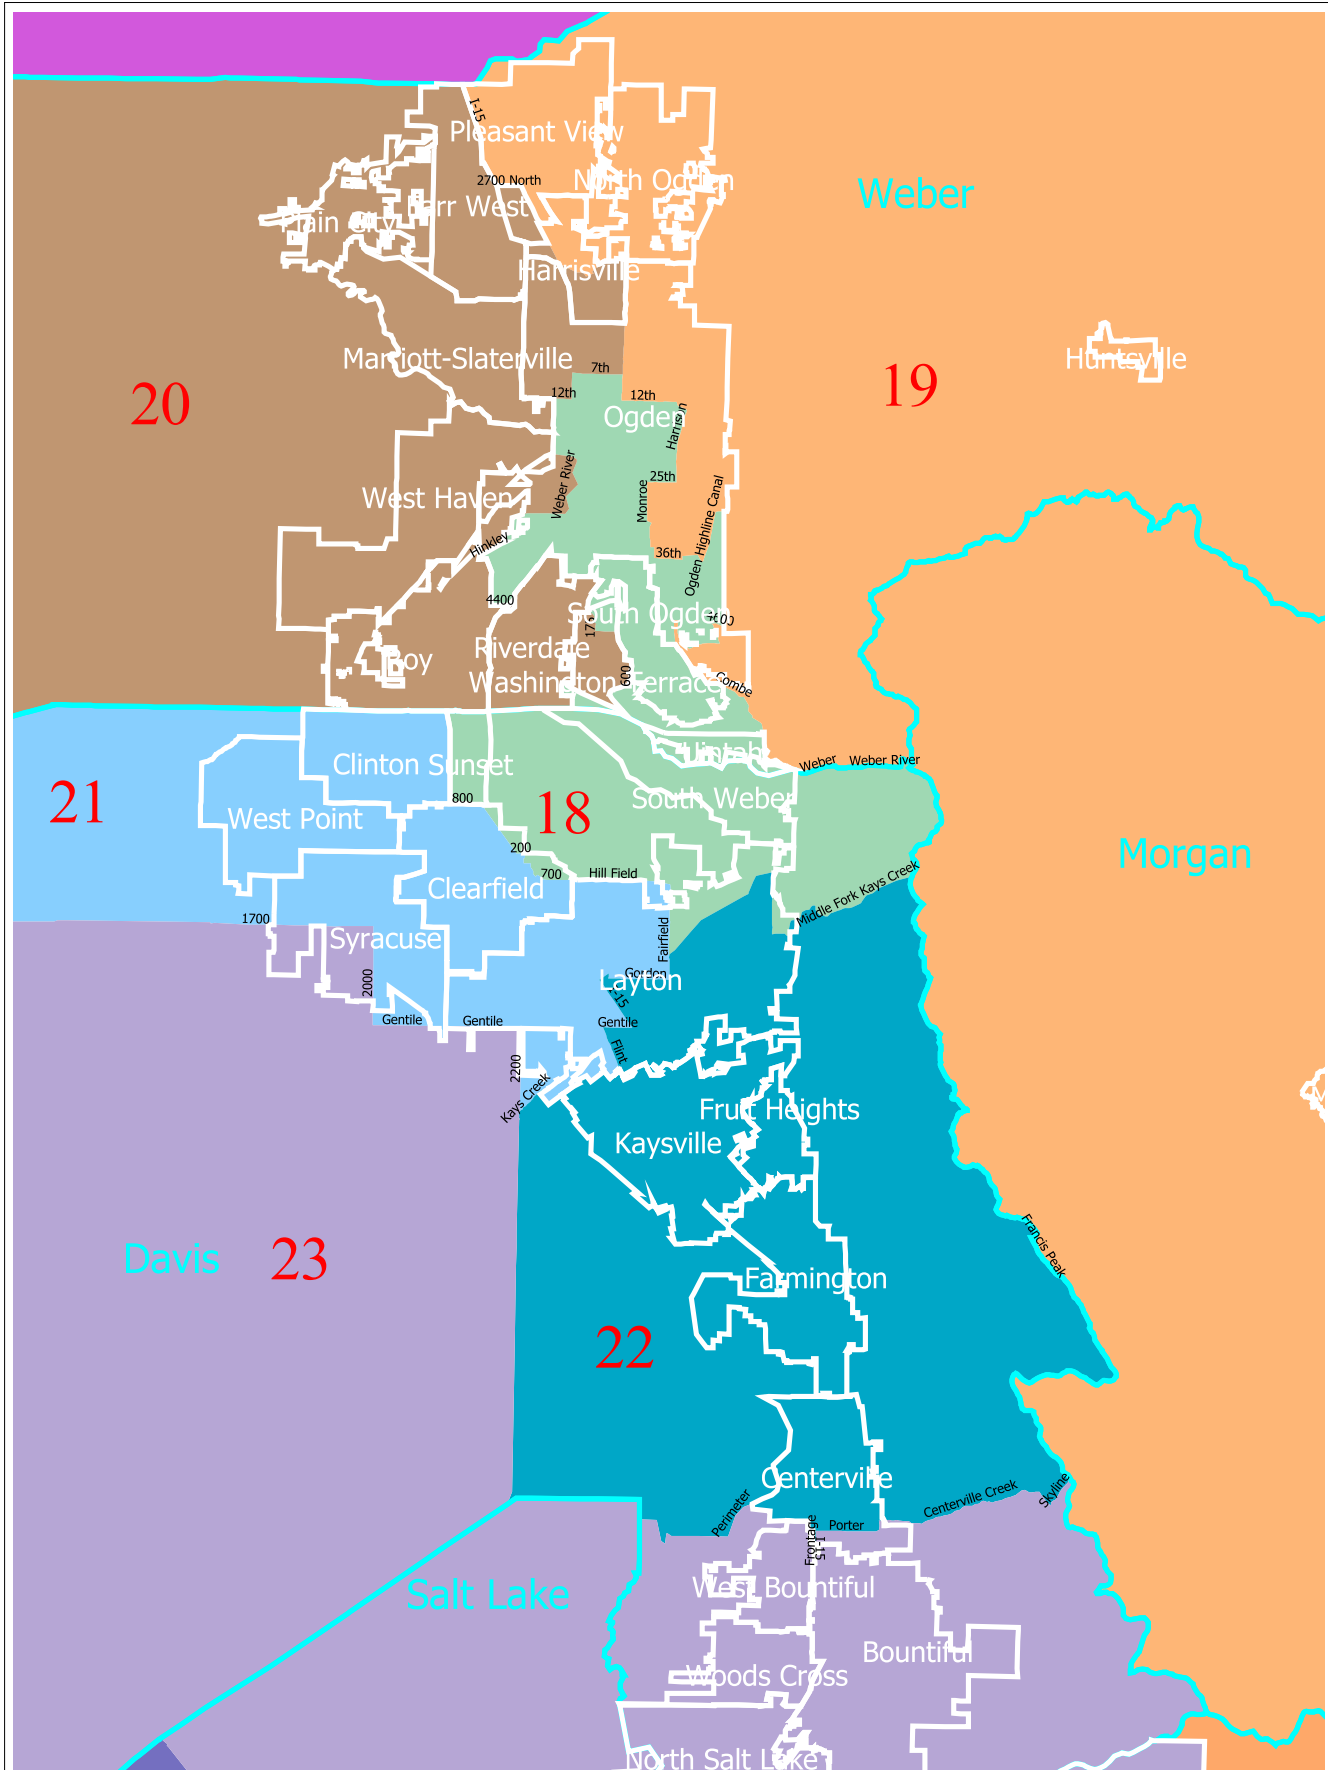 I-15
Pleasant View
2700 North
North Ogden
Weber
Farr West
Plain City
Harrisville
Marriott-Slaterville
7th
Huntsville
20
12th
12th
19
Ogden
Harrison
25th
West Haven
Weber River
Monroe
Ogden Highline Canal
Hinkley
36th
4400
South Ogden
Riverdale
Roy
600
Washington Terrace
Combe
Uintah
Weber
Weber River
Clinton
Sunset
21
800
South Weber
West Point
18
200
Morgan
700
Hill Field
Clearfield
Middle Fork Kays Creek
1700
Syracuse
Fairfield
2000
Gordon
Layton
I-15
Gentile
Gentile
Gentile
Flint
2200
Kays Creek
Fruit Heights
Kaysville
Francis Peak
Davis
23
Farmington
22
Centerville
Centerville Creek
Skyline
Perimeter
Porter
Frontage
I-15
Salt Lake
West Bountiful
Bountiful
Woods Cross
North Salt Lake